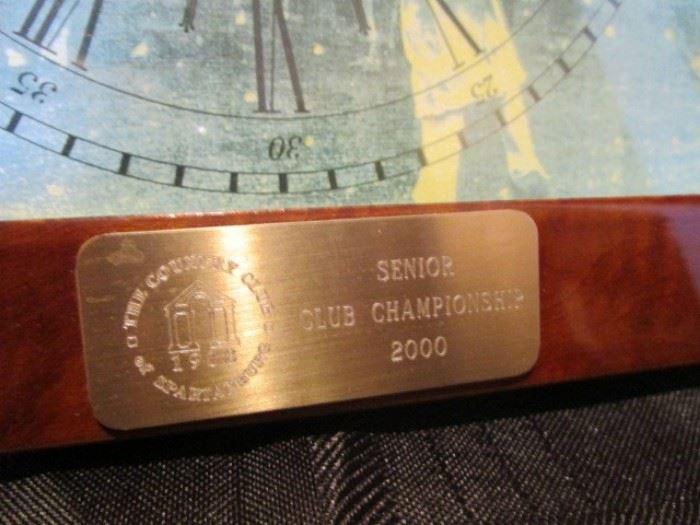 35
30
25
THE COUNTRY CLUB
of SPARTANBURG
SENIOR
CLUB CHAMPIONSHIP
2000